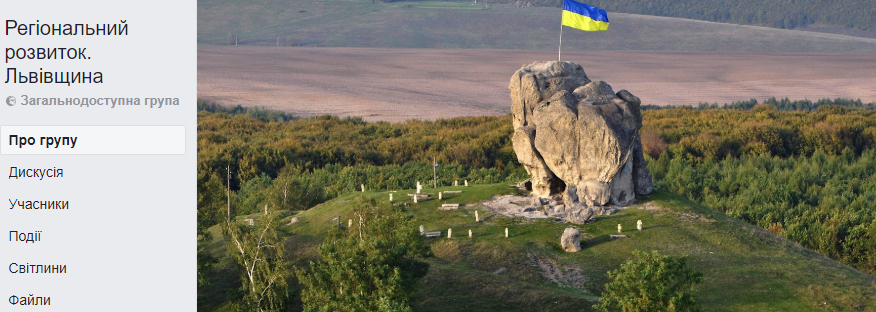 Регіональний
розвиток.
Львівщина
Загальнодоступна група
Про групу
Дискусія
Учасники
Події
Світлини
Файли